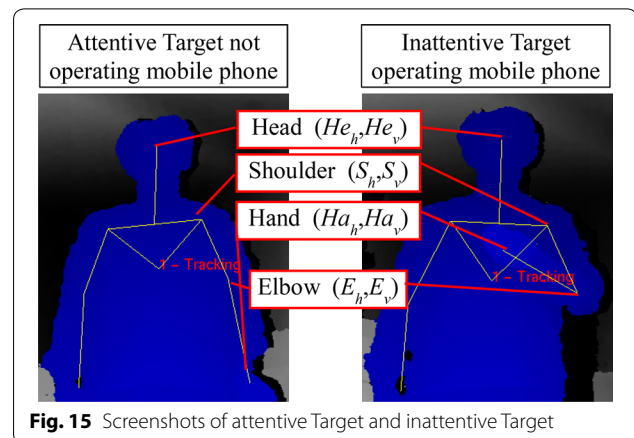 Attentive Target not
operating mobile phone
Inattentive Target
operating mobile phone
Head (He_h,He_v)
Shoulder (S_h,S_v)
Hand (Ha_h,Ha_v)
1 - Tracking
1 - Tracking
Elbow (E_h,E_v)
Fig. 15 Screenshots of attentive Target and inattentive Target